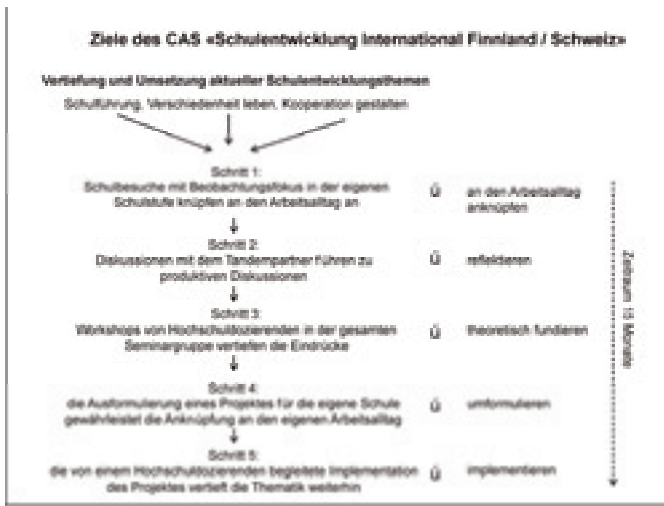 Ziele des CAS «Schulentwicklung International Finnland / Schweiz»
Vertiefung und Umsetzung aktueller Schulentwicklungsthemen
Schulführung, Verschiedenheit leben, Kooperation gestalten
Schritt 1:
Schulbesuche mit Beobachtungsfokus in der eigenen
Schulstufe knüpfen an den Arbeitsalltag an
ü
an den Arbeitsalltag
anknüpfen
Schritt 2:
Diskussionen mit dem Tandempartner führen zu
produktiven Diskussionen
ü
reflektieren
Schritt 3:
Workshops von Hochschuldozierenden in der gesamten
Seminargruppe vertiefen die Eindrücke
ü
theoretisch fundieren
Schritt 4:
die Ausformulierung eines Projektes für die eigene Schule
gewährleistet die Anknüpfung an den eigenen Arbeitsalltag
ü
umformulieren
Schritt 5:
die von einem Hochschuldozierenden begleitete Implementation
des Projektes vertieft die Thematik weiterhin
ü
implementieren
Zeitraum 15 Monate